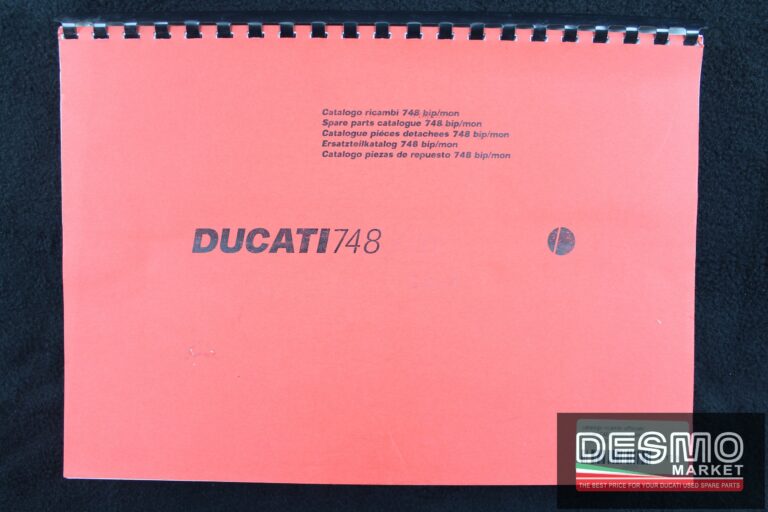 Catalogo ricambi 748 bip/mon
Spare parts catalogue 748 bip/mon
Catalogue pièces detachees 748 bip/mon
Ersatzteilkatalog 748 bip/mon
Catalogo piezas de repuesto 748 bip/mon
DUCATI 748
DESMO
MARKET
THE BEST PRICE FOR YOUR DUCATI USED SPARE PARTS